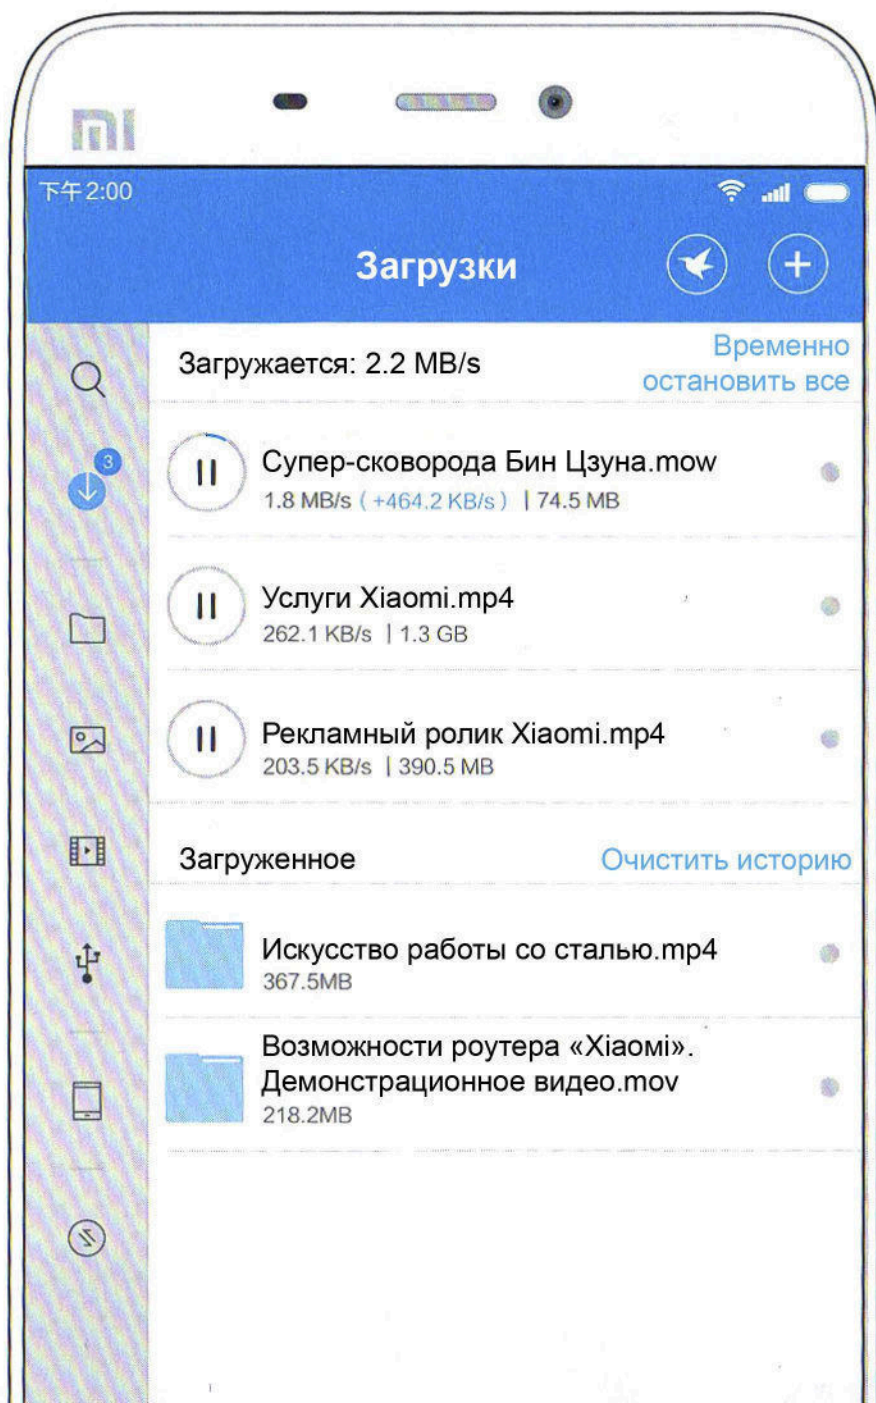 mi
下午2:00
Загрузки
Загружается: 2.2 MB/s
Временно
остановить все
3
Супер-сковорода Бин Цзуна.mow
1.8 MB/s (+464.2 KB/s) | 74.5 MB
Услуги Xiaomi.mp4
262.1 KB/s | 1.3 GB
Рекламный ролик Xiaomi.mp4
203.5 KB/s | 390.5 MB
Загруженное
Очистить историю
Искусство работы со сталью.mp4
367.5MB
Возможности роутера «Xiaomi».
Демонстрационное видео.mov
218.2MB